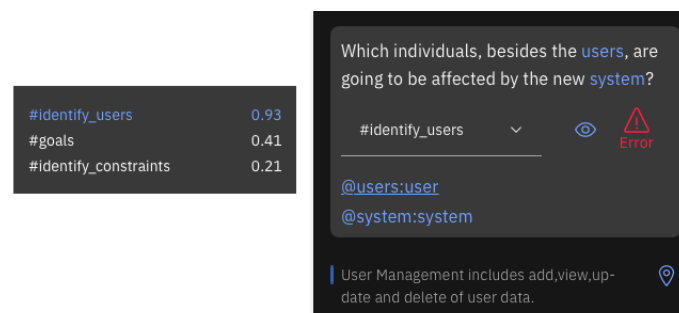 #identify_users 0.93
#goals 0.41
#identify_constraints 0.21
Which individuals, besides the users, are
going to be affected by the new system?
#identify_users
Error
@users:user
@system:system
User Management includes add,view,up-
date and delete of user data.